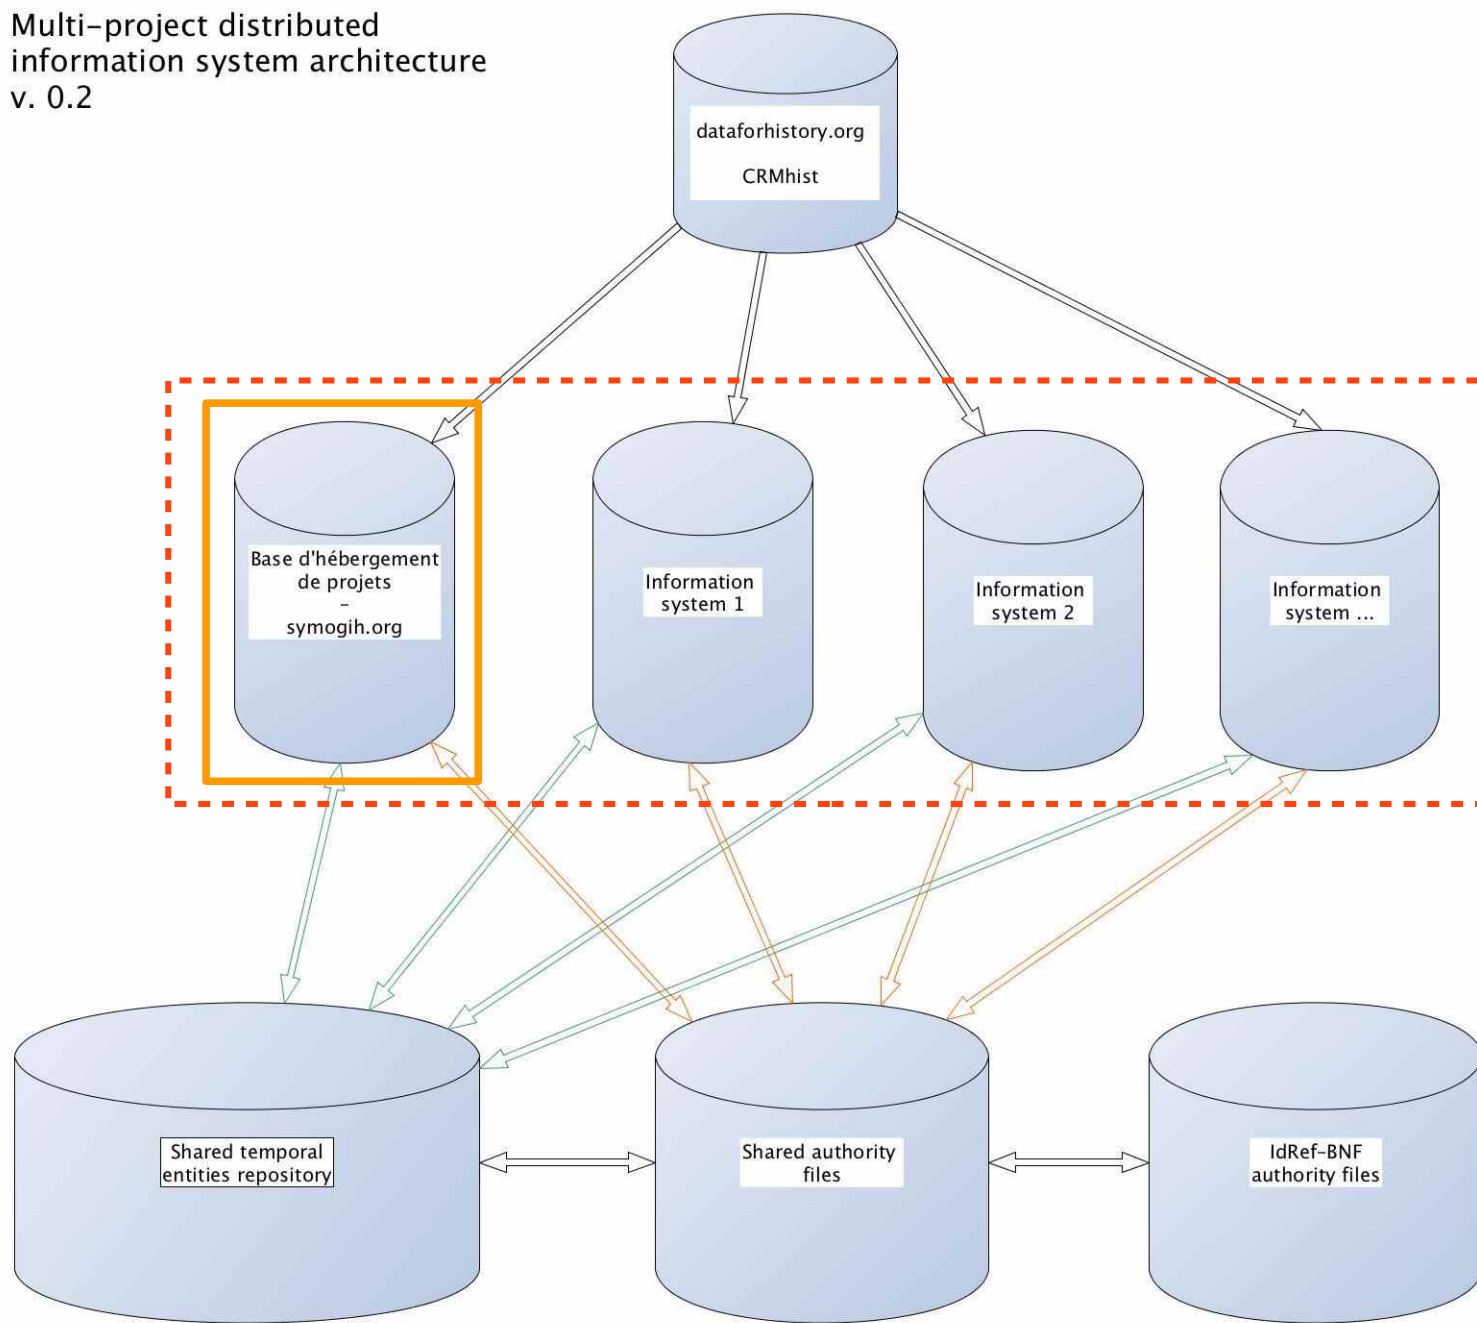 Multi-project distributed
information system architecture
v. 0.2
dataforhistory.org
CRMhist
Base d'hébergement
de projets
-
symogih.org
Information
system 1
Information
system 2
Information
system ...
Shared temporal
entities repository
Shared authority
files
IdRef-BNF
authority files